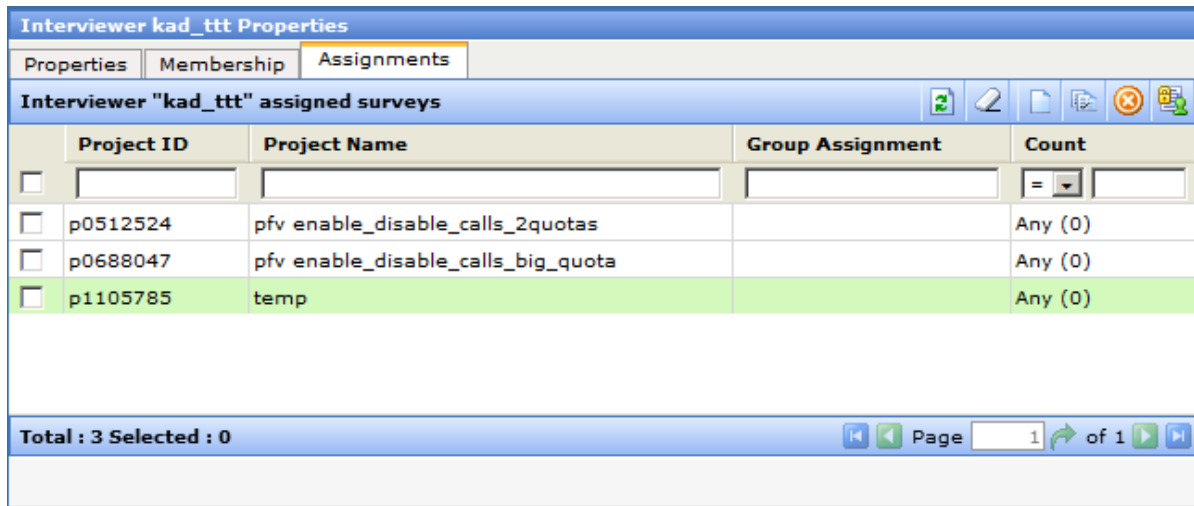 Interviewer kad_ttt Properties
Properties Membership Assignments
Interviewer "kad_ttt" assigned surveys
Project ID Project Name Group Assignment Count
=
p0512524 pfv enable_disable_calls_2quotas Any (0)
p0688047 pfv enable_disable_calls_big_quota Any (0)
p1105785 temp Any (0)
Total : 3 Selected : 0 Page 1 of 1